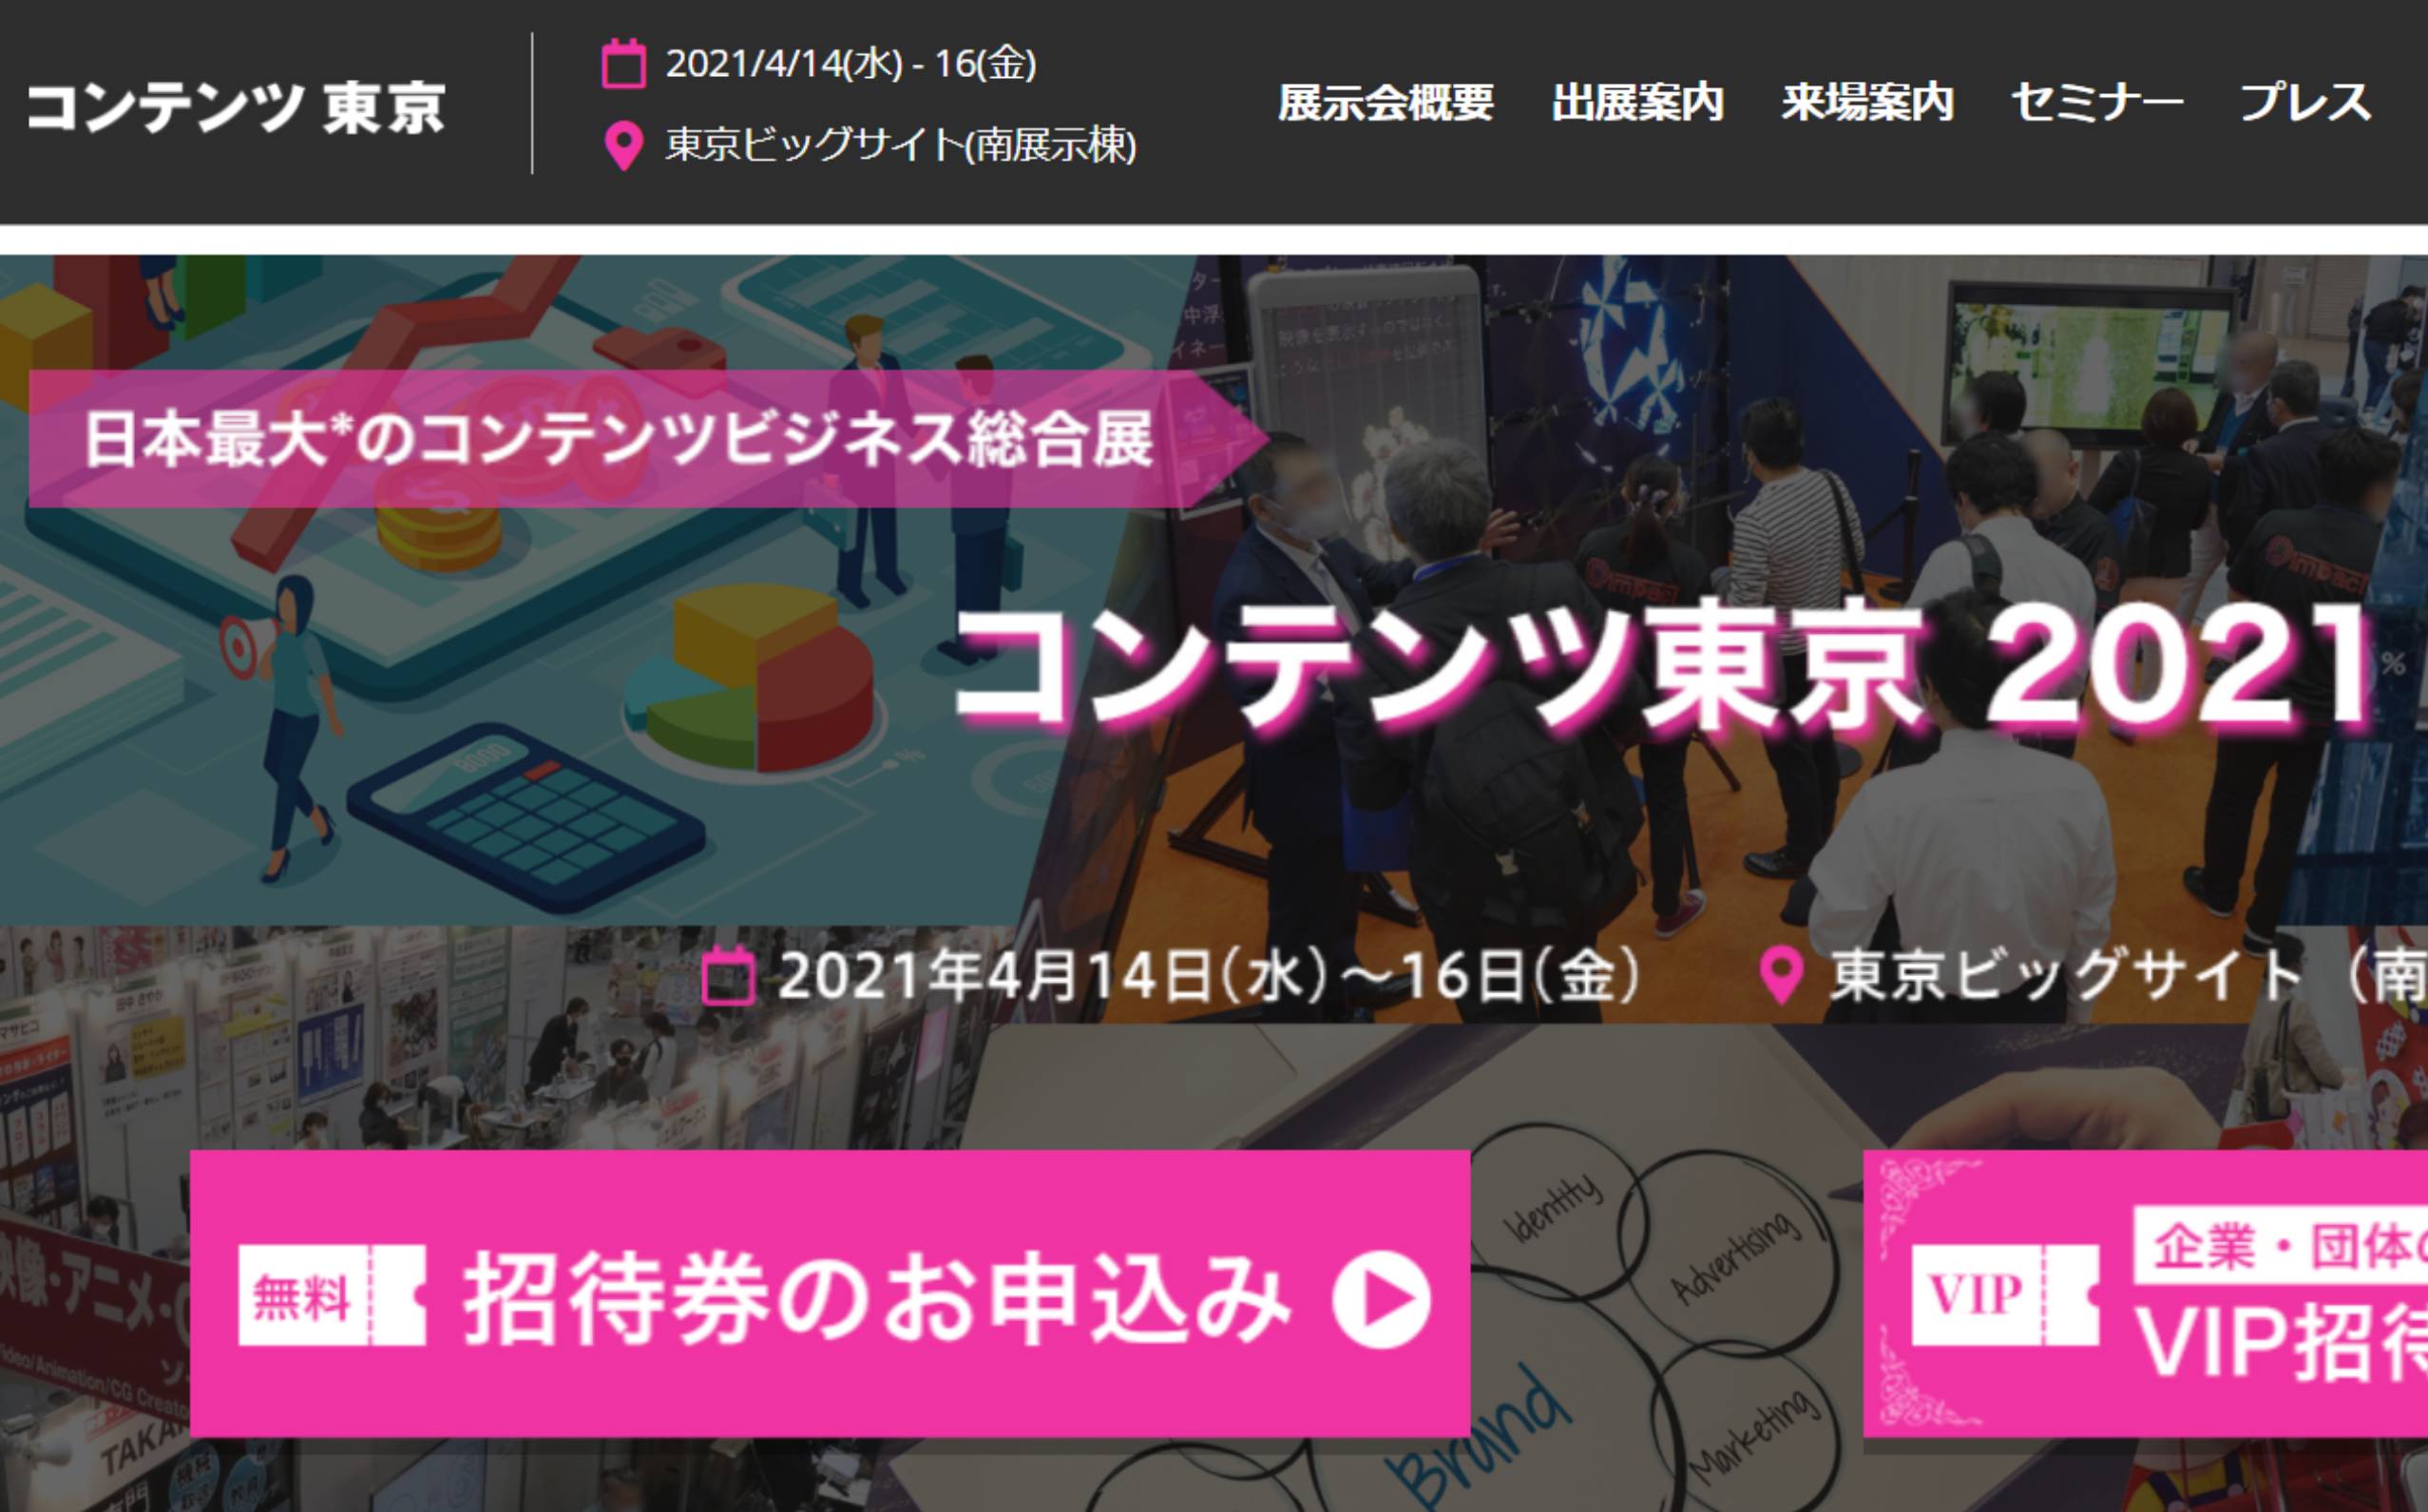 コンテンツ 東京
2021/4/14(水) - 16(金)
東京ビッグサイト(南展示棟)
展示会概要 出展案内 来場案内 セミナー プレス
日本最大*のコンテンツビジネス総合展
コンテンツ東京 2021
%
2021年4月14日(水)～16日(金)
東京ビッグサイト（南
Identity
Advertising
Marketing
Brand
無料 招待券のお申込み
VIP
企業・団体の
VIP招待
映像・アニメ・C
Video/Animation/CG Creator
TAKA